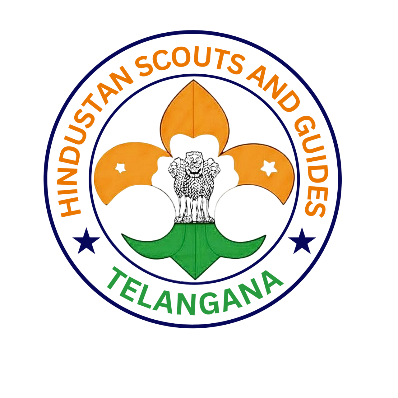 HINDUSTAN SCOUTS AND GUIDES
TELANGANA